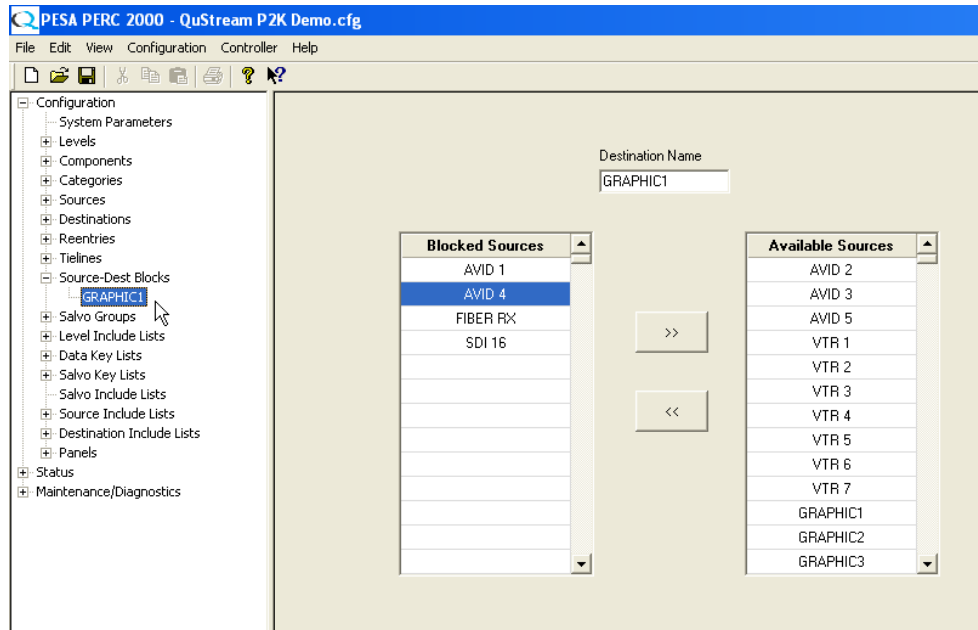 PESA PERC 2000 - QuStream P2K Demo.cfg
File Edit View Configuration Controller Help
Configuration
System Parameters
Levels
Components
Categories
Sources
Destinations
Reentries
Tielines
Source-Dest Blocks
GRAPHIC1
Salvo Groups
Level Include Lists
Data Key Lists
Salvo Key Lists
Salvo Include Lists
Source Include Lists
Destination Include Lists
Panels
Status
Maintenance/Diagnostics
Destination Name
GRAPHIC1
Blocked Sources
AVID 1
AVID 4
FIBER RX
SDI 16
>>
<<
Available Sources
AVID 2
AVID 3
AVID 5
VTR 1
VTR 2
VTR 3
VTR 4
VTR 5
VTR 6
VTR 7
GRAPHIC1
GRAPHIC2
GRAPHIC3